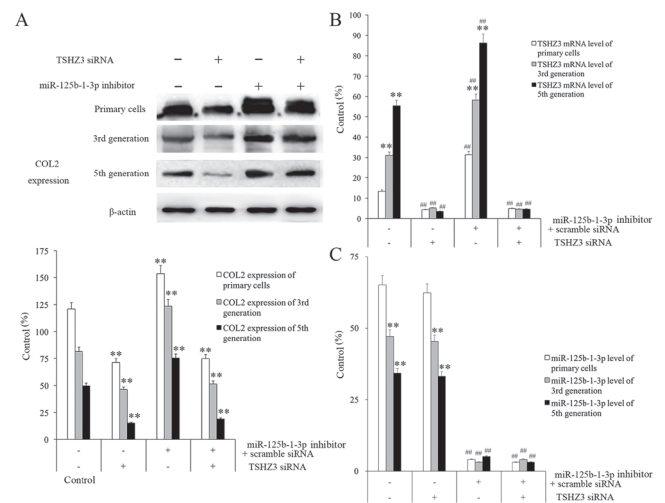 A
TSHZ3 siRNA − + − +
miR-125b-1-3p inhibitor − − + +
Primary cells
3rd generation
COL2
expression
5th generation
β-actin
Control (%)
175
150
125
100
75
50
25
0
COL2 expression of
primary cells
COL2 expression of 3rd
generation
COL2 expression of 5th
generation
** ** **
** ** **
** ** **
- - + + miR-125b-1-3p inhibitor
+ scramble siRNA
- + - + TSHZ3 siRNA
Control
B
Control (%)
100
90
80
70
60
50
40
30
20
10
0
TSHZ3 mRNA level of
primary cells
TSHZ3 mRNA level of
3rd generation
TSHZ3 mRNA level of
5th generation
** **
## ## ##
## ## ** ## **
## ## ##
- - + + miR-125b-1-3p inhibitor
+ scramble siRNA
- + - + TSHZ3 siRNA
C
Control (%)
75
50
25
0
miR-125b-1-3p level of
primary cells
miR-125b-1-3p level of
3rd generation
miR-125b-1-3p level of
5th generation
** **
** **
## ## ##
## ## ##
- - + + miR-125b-1-3p inhibitor
+ scramble siRNA
- + - + TSHZ3 siRNA